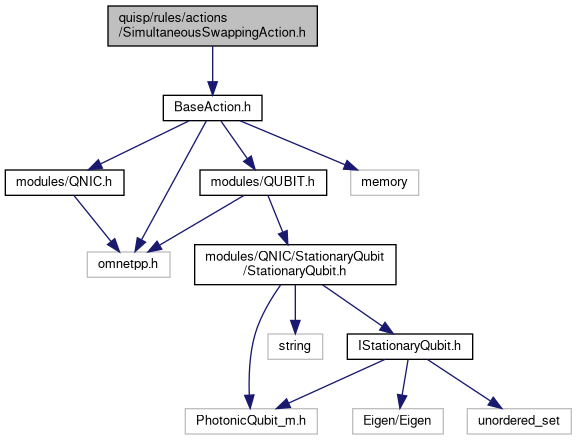 quisp/rules/actions
/SimultaneousSwappingAction.h
BaseAction.h
modules/QNIC.h
modules/QUBIT.h
memory
omnetpp.h
modules/QNIC/StationaryQubit
/StationaryQubit.h
string
IStationaryQubit.h
PhotonicQubit_m.h
Eigen/Eigen
unordered_set